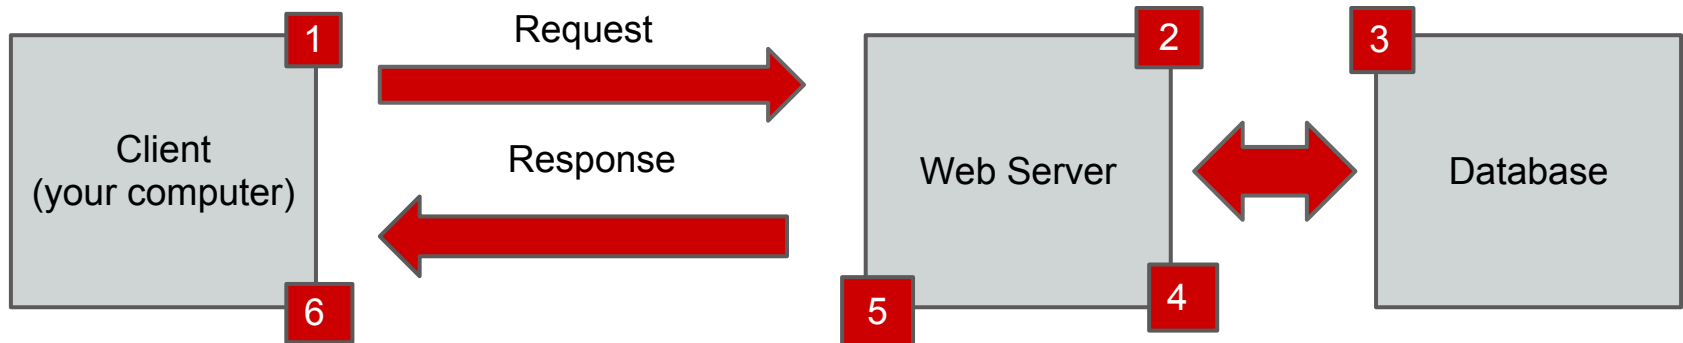 1
Request
2
3
Client
(your computer)
Response
Web Server
Database
6
5
4